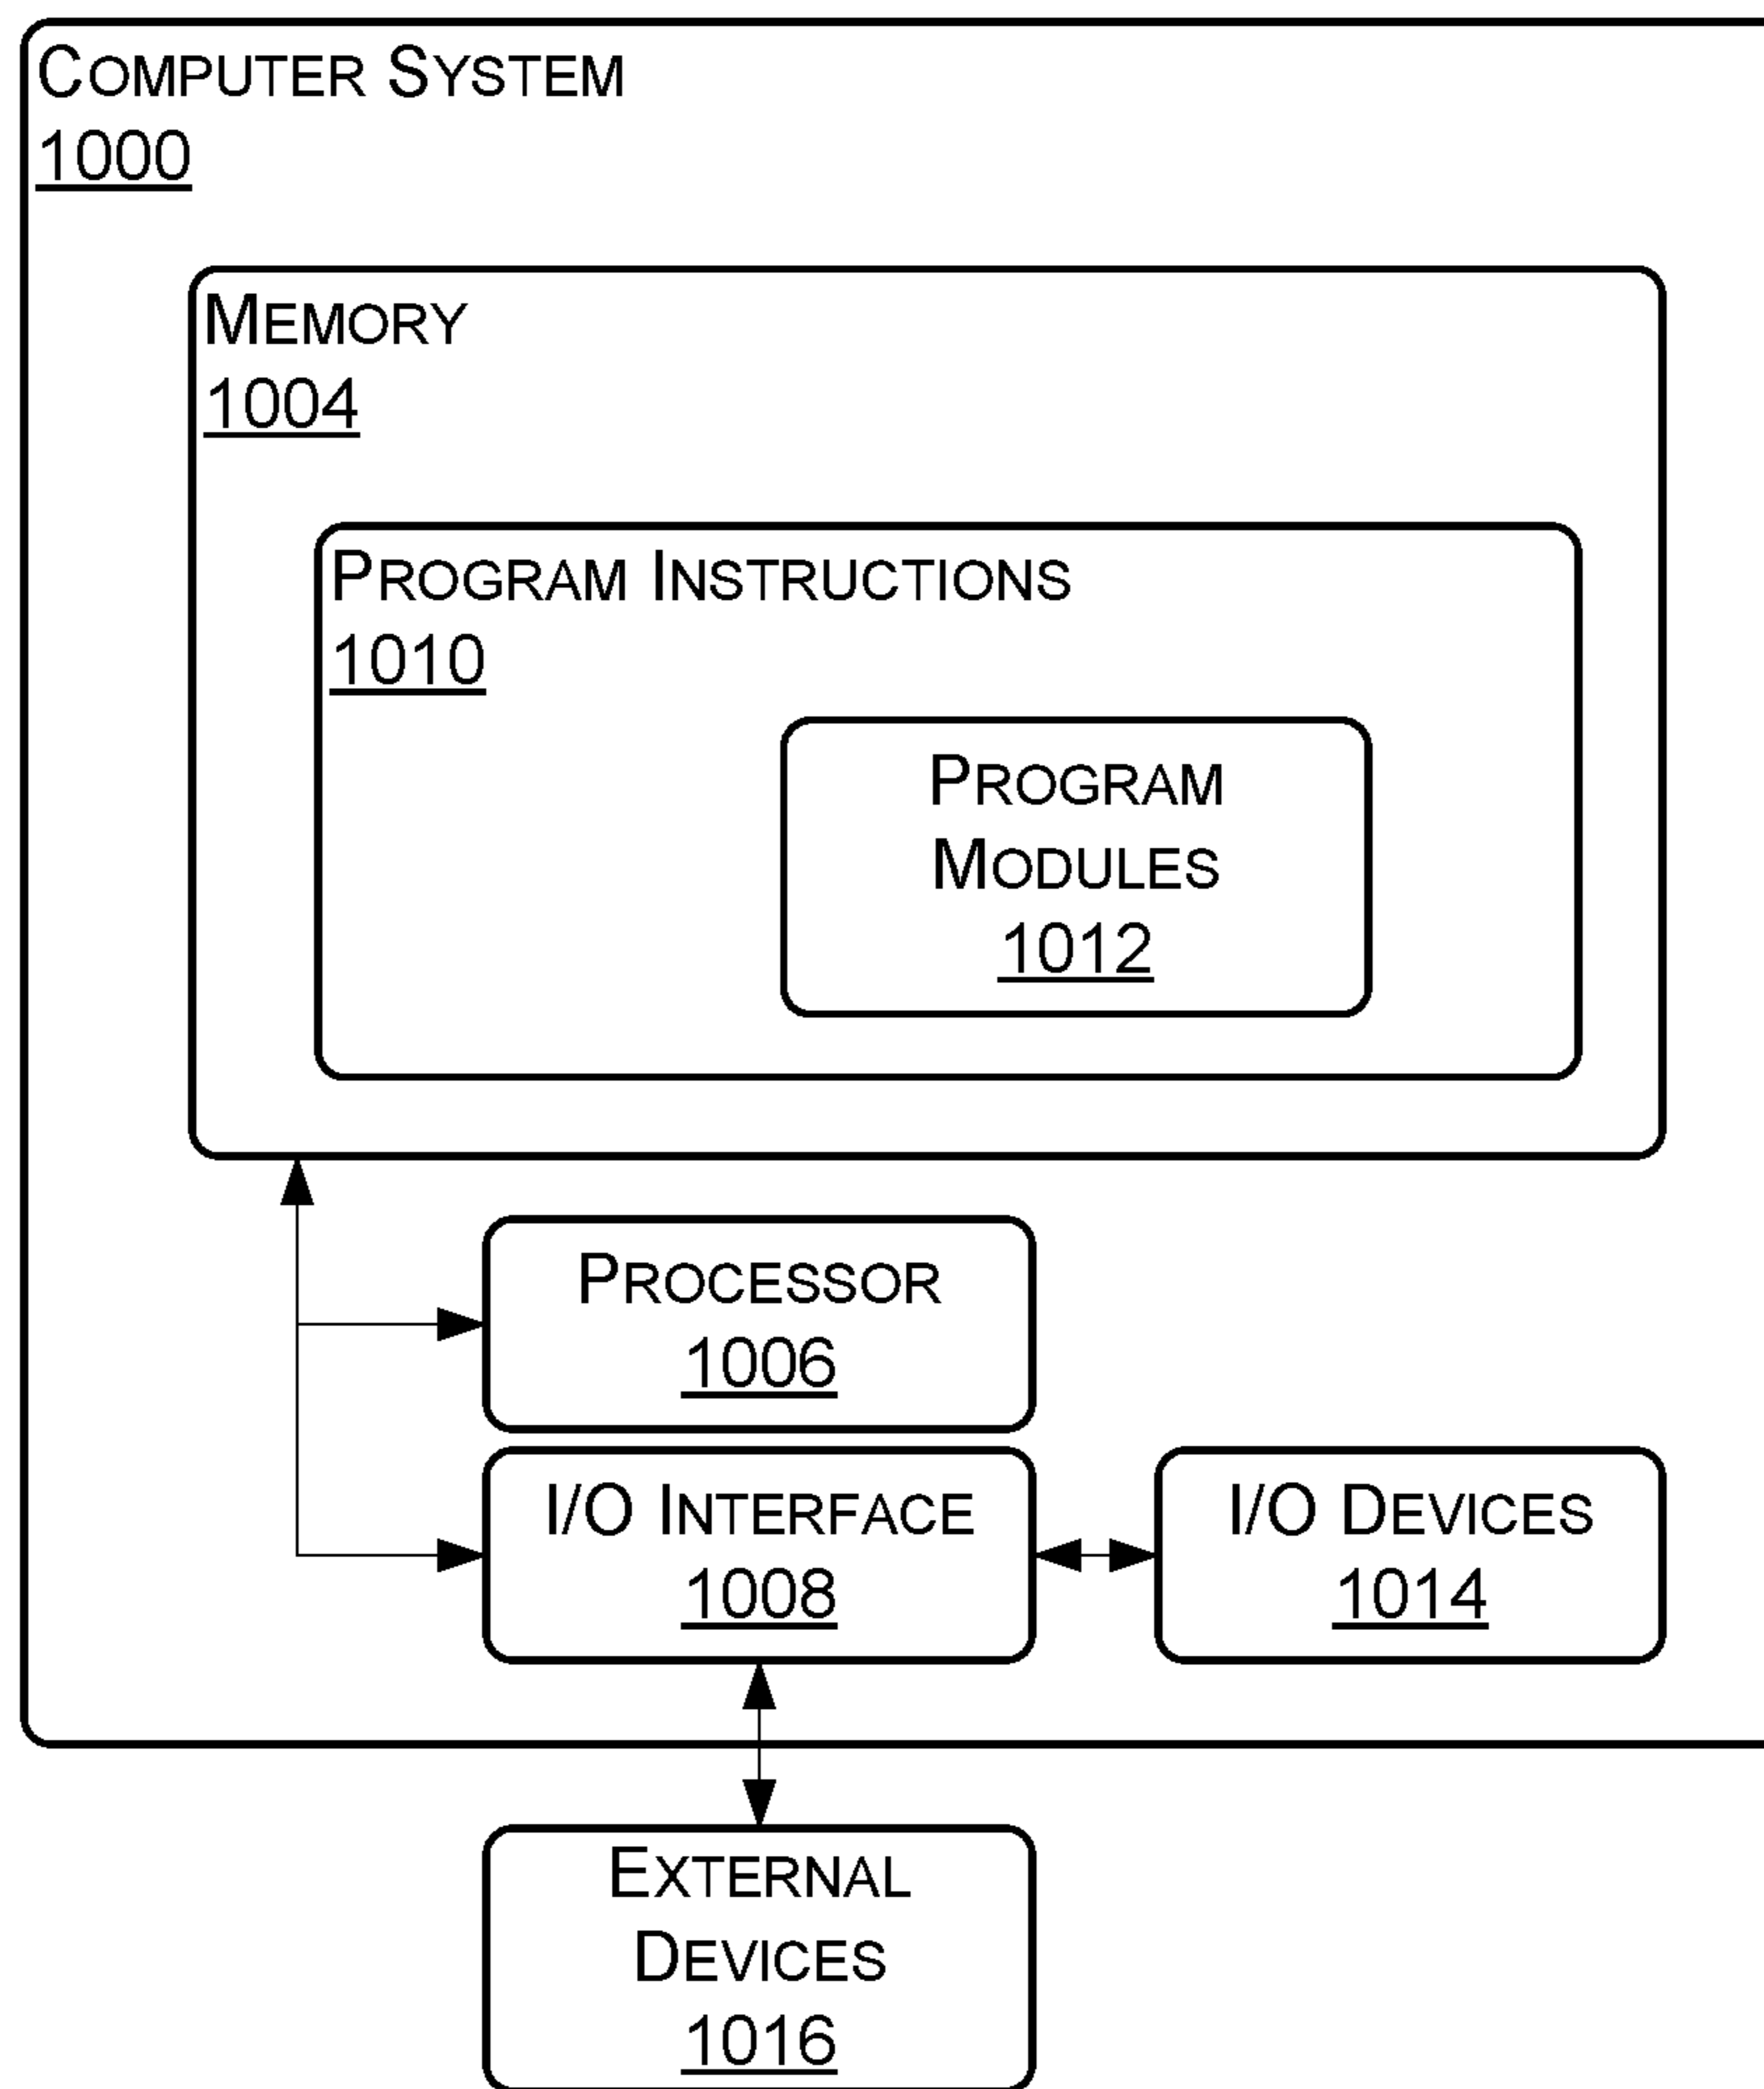 COMPUTER SYSTEM
1000
MEMORY
1004
PROGRAM INSTRUCTIONS
1010
PROGRAM
MODULES
1012
PROCESSOR
1006
I/O INTERFACE
1008
I/O DEVICES
1014
EXTERNAL
DEVICES
1016